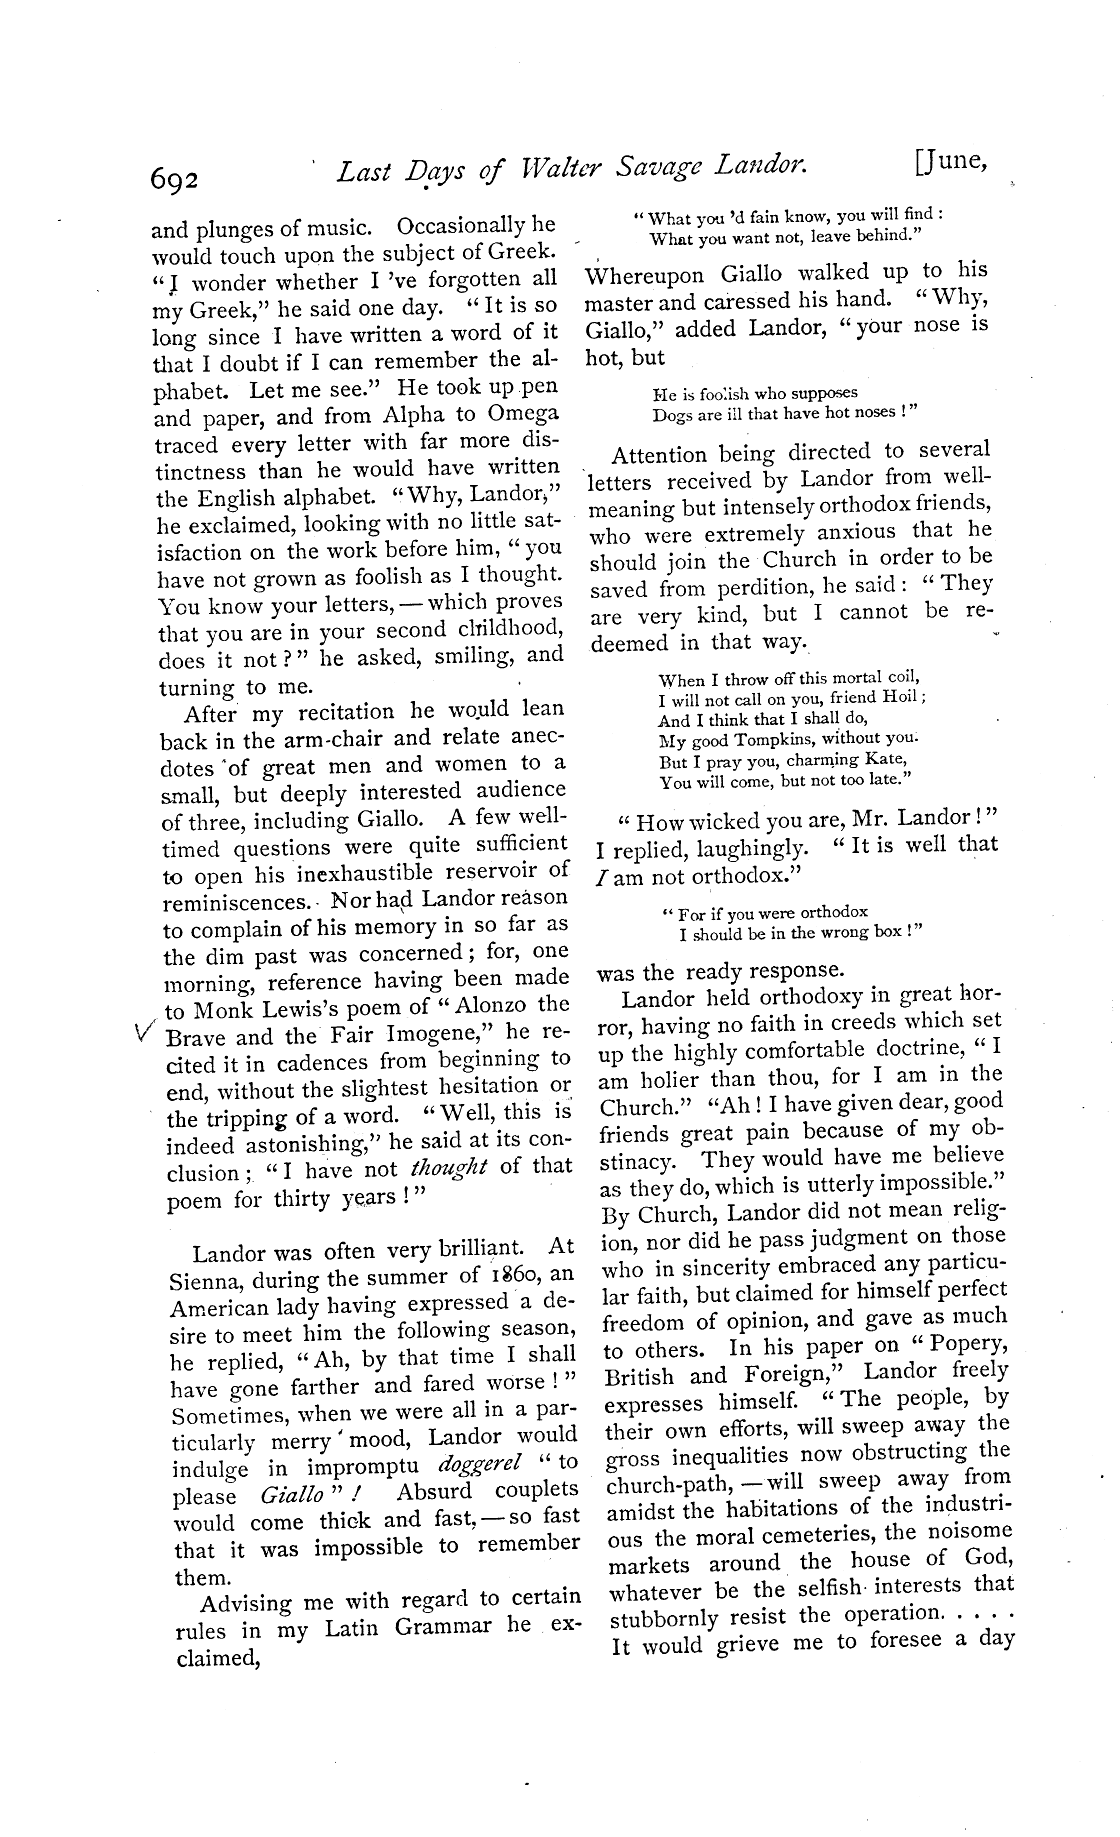 692
Last Days of Walter Savage Landor.
[June,
and plunges of music. Occasionally he
would touch upon the subject of Greek.
“I wonder whether I 've forgotten all
my Greek,” he said one day. “It is so
long since I have written a word of it
that I doubt if I can remember the al-
phabet. Let me see.” He took up pen
and paper, and from Alpha to Omega
traced every letter with far more dis-
tinctness than he would have written
the English alphabet. “Why, Landor,”
he exclaimed, looking with no little sat-
isfaction on the work before him, “you
have not grown as foolish as I thought.
You know your letters, — which proves
that you are in your second childhood,
does it not?” he asked, smiling, and
turning to me.
After my recitation he would lean
back in the arm-chair and relate anec-
dotes of great men and women to a
small, but deeply interested audience
of three, including Giallo. A few well-
timed questions were quite sufficient
to open his inexhaustible reservoir of
reminiscences. Nor had Landor reason
to complain of his memory in so far as
the dim past was concerned; for, one
morning, reference having been made
to Monk Lewis's poem of “Alonzo the
Brave and the Fair Imogene,” he re-
cited it in cadences from beginning to
end, without the slightest hesitation or
the tripping of a word. “Well, this is
indeed astonishing,” he said at its con-
clusion; “I have not thought of that
poem for thirty years!”
Landor was often very brilliant. At
Sienna, during the summer of 1860, an
American lady having expressed a de-
sire to meet him the following season,
he replied, “Ah, by that time I shall
have gone farther and fared worse!”
Sometimes, when we were all in a par-
ticularly merry mood, Landor would
indulge in impromptu doggerel “to
please Giallo”! Absurd couplets
would come thick and fast, — so fast
that it was impossible to remember
them.
Advising me with regard to certain
rules in my Latin Grammar he ex-
claimed,
“What you 'd fain know, you will find:
What you want not, leave behind.”
Whereupon Giallo walked up to his
master and caressed his hand. “Why,
Giallo,” added Landor, “your nose is
hot, but
He is foolish who supposes
Dogs are ill that have hot noses!”
Attention being directed to several
letters received by Landor from well-
meaning but intensely orthodox friends,
who were extremely anxious that he
should join the Church in order to be
saved from perdition, he said: “They
are very kind, but I cannot be re-
deemed in that way.
When I throw off this mortal coil,
I will not call on you, friend Hoil;
And I think that I shall do,
My good Tompkins, without you.
But I pray you, charming Kate,
You will come, but not too late.”
“How wicked you are, Mr. Landor!”
I replied, laughingly. “It is well that
I am not orthodox.”
“For if you were orthodox
I should be in the wrong box!”
was the ready response.
Landor held orthodoxy in great hor-
ror, having no faith in creeds which set
up the highly comfortable doctrine, “I
am holier than thou, for I am in the
Church.” “Ah! I have given dear, good
friends great pain because of my ob-
stinacy. They would have me believe
as they do, which is utterly impossible.”
By Church, Landor did not mean relig-
ion, nor did he pass judgment on those
who in sincerity embraced any particu-
lar faith, but claimed for himself perfect
freedom of opinion, and gave as much
to others. In his paper on “Popery,
British and Foreign,” Landor freely
expresses himself. “The people, by
their own efforts, will sweep away the
gross inequalities now obstructing the
church-path, — will sweep away from
amidst the habitations of the industri-
ous the moral cemeteries, the noisome
markets around the house of God,
whatever be the selfish interests that
stubbornly resist the operation. . . . .
It would grieve me to foresee a day